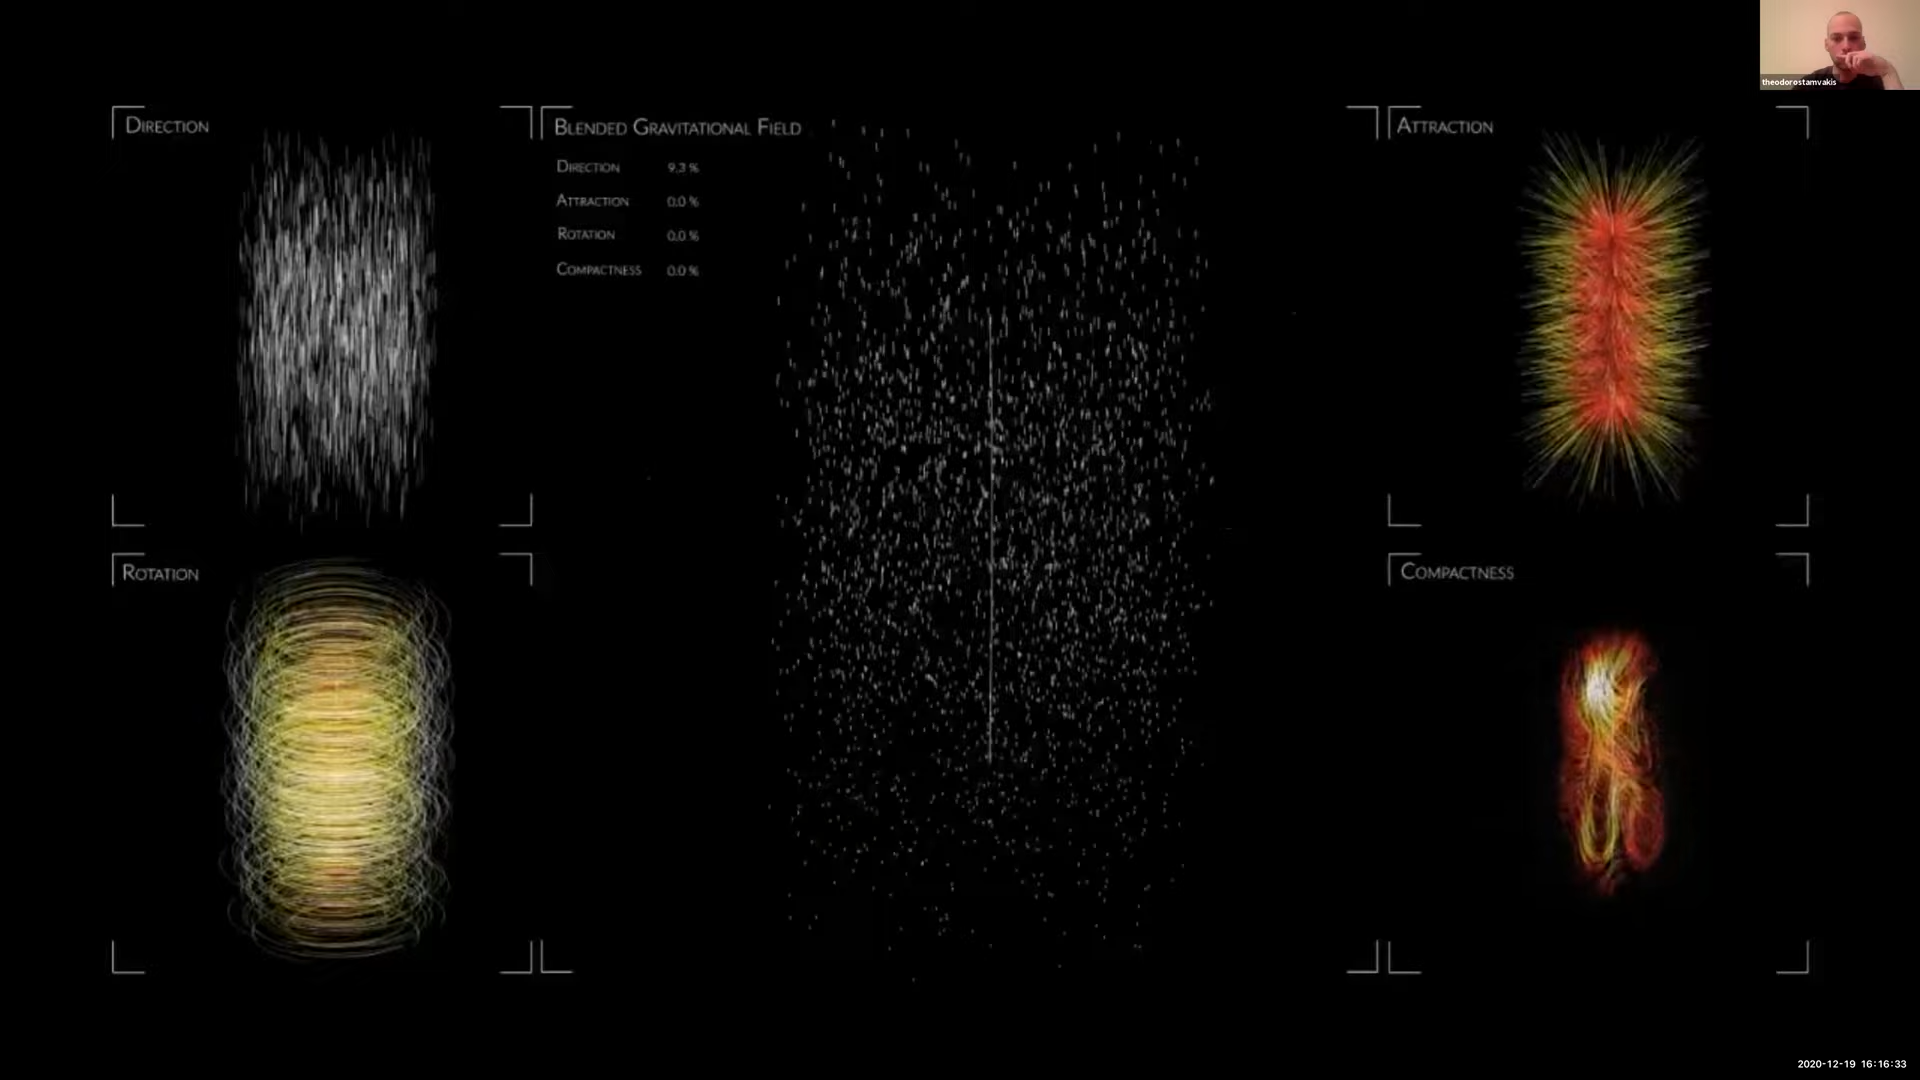 theodorostamvakis
DIRECTION
BLENDED GRAVITATIONAL FIELD
DIRECTION 9.3 %
ATTRACTION 0.0 %
ROTATION 0.0 %
COMPACTNESS 0.0 %
ATTRACTION
ROTATION
COMPACTNESS
2020-12-19 16:16:33